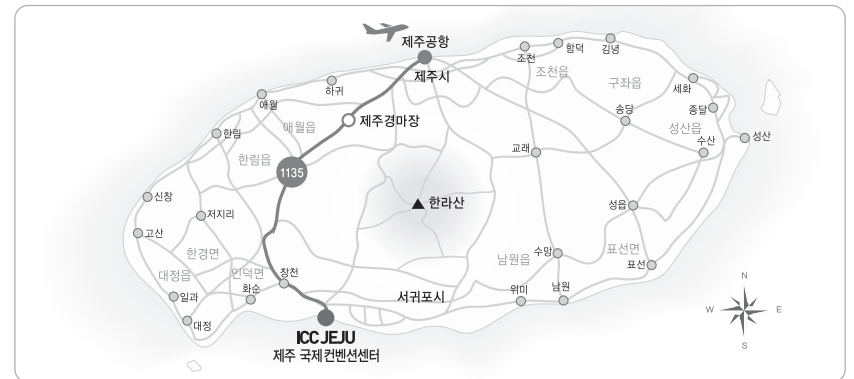 제주공항
제주시
조천
함덕
김녕
조천읍
구좌읍
세화
하귀
애월
애월읍
제주경마장
송당
종달
성산읍
수산
성산
한림
한림읍
교래
1135
신창
저지리
한라산
성읍
고산
한경면
대정읍
인덕면
창천
화순
일과
대정
서귀포시
남원읍
수망
표선면
표선
위미
남원
N
W
E
S
ICC JEJU
제주 국제컨벤션센터